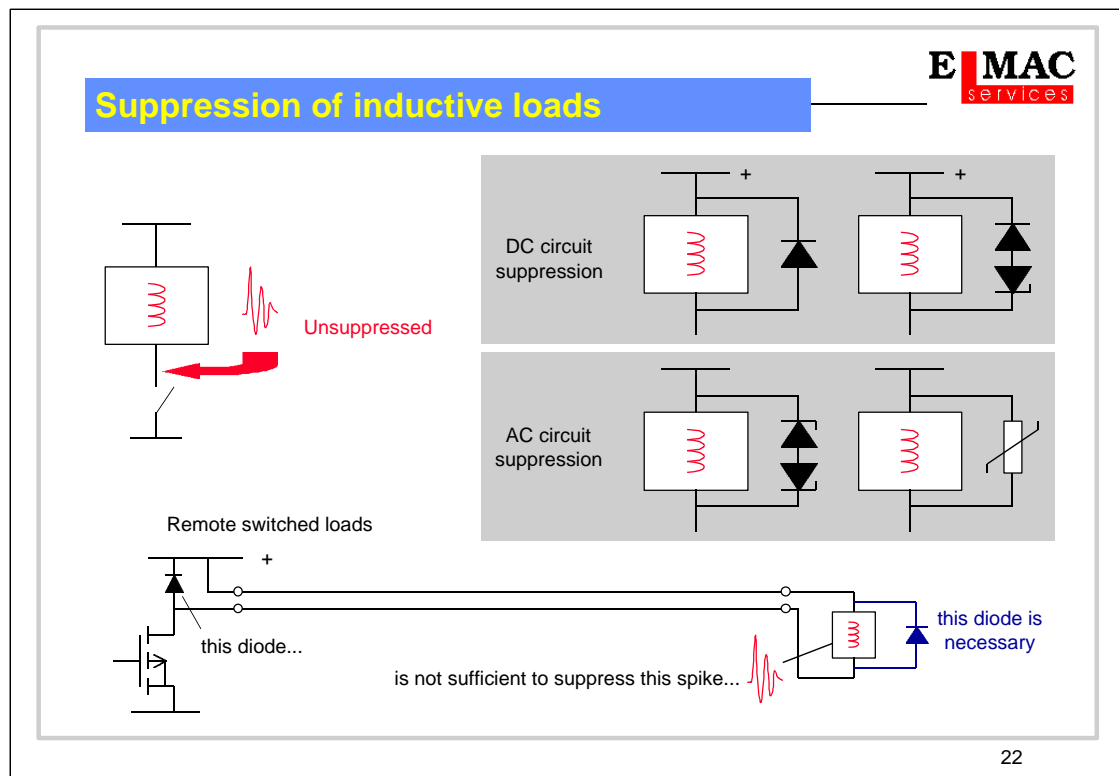 E MAC
services
Suppression of inductive loads
+
+
DC circuit
suppression
Unsuppressed
AC circuit
suppression
Remote switched loads
+
this diode...
is not sufficient to suppress this spike...
this diode is
necessary
22